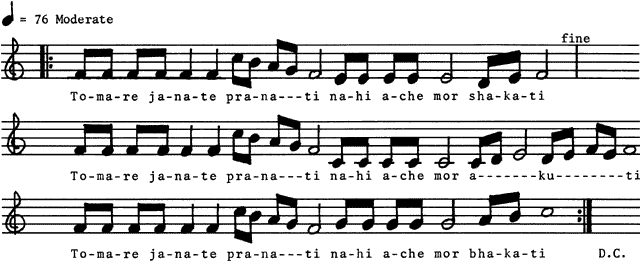 = 76 Moderate
fine
To-ma-re ja-na-te pra-na---ti na-hi a-che mor sha-ka-ti
To-ma-re ja-na-te pra-na---ti na-hi a-che mor a-------ku--------ti
To-ma-re ja-na-te pra-na---ti na-hi a-che mor bha-ka-ti D.C.